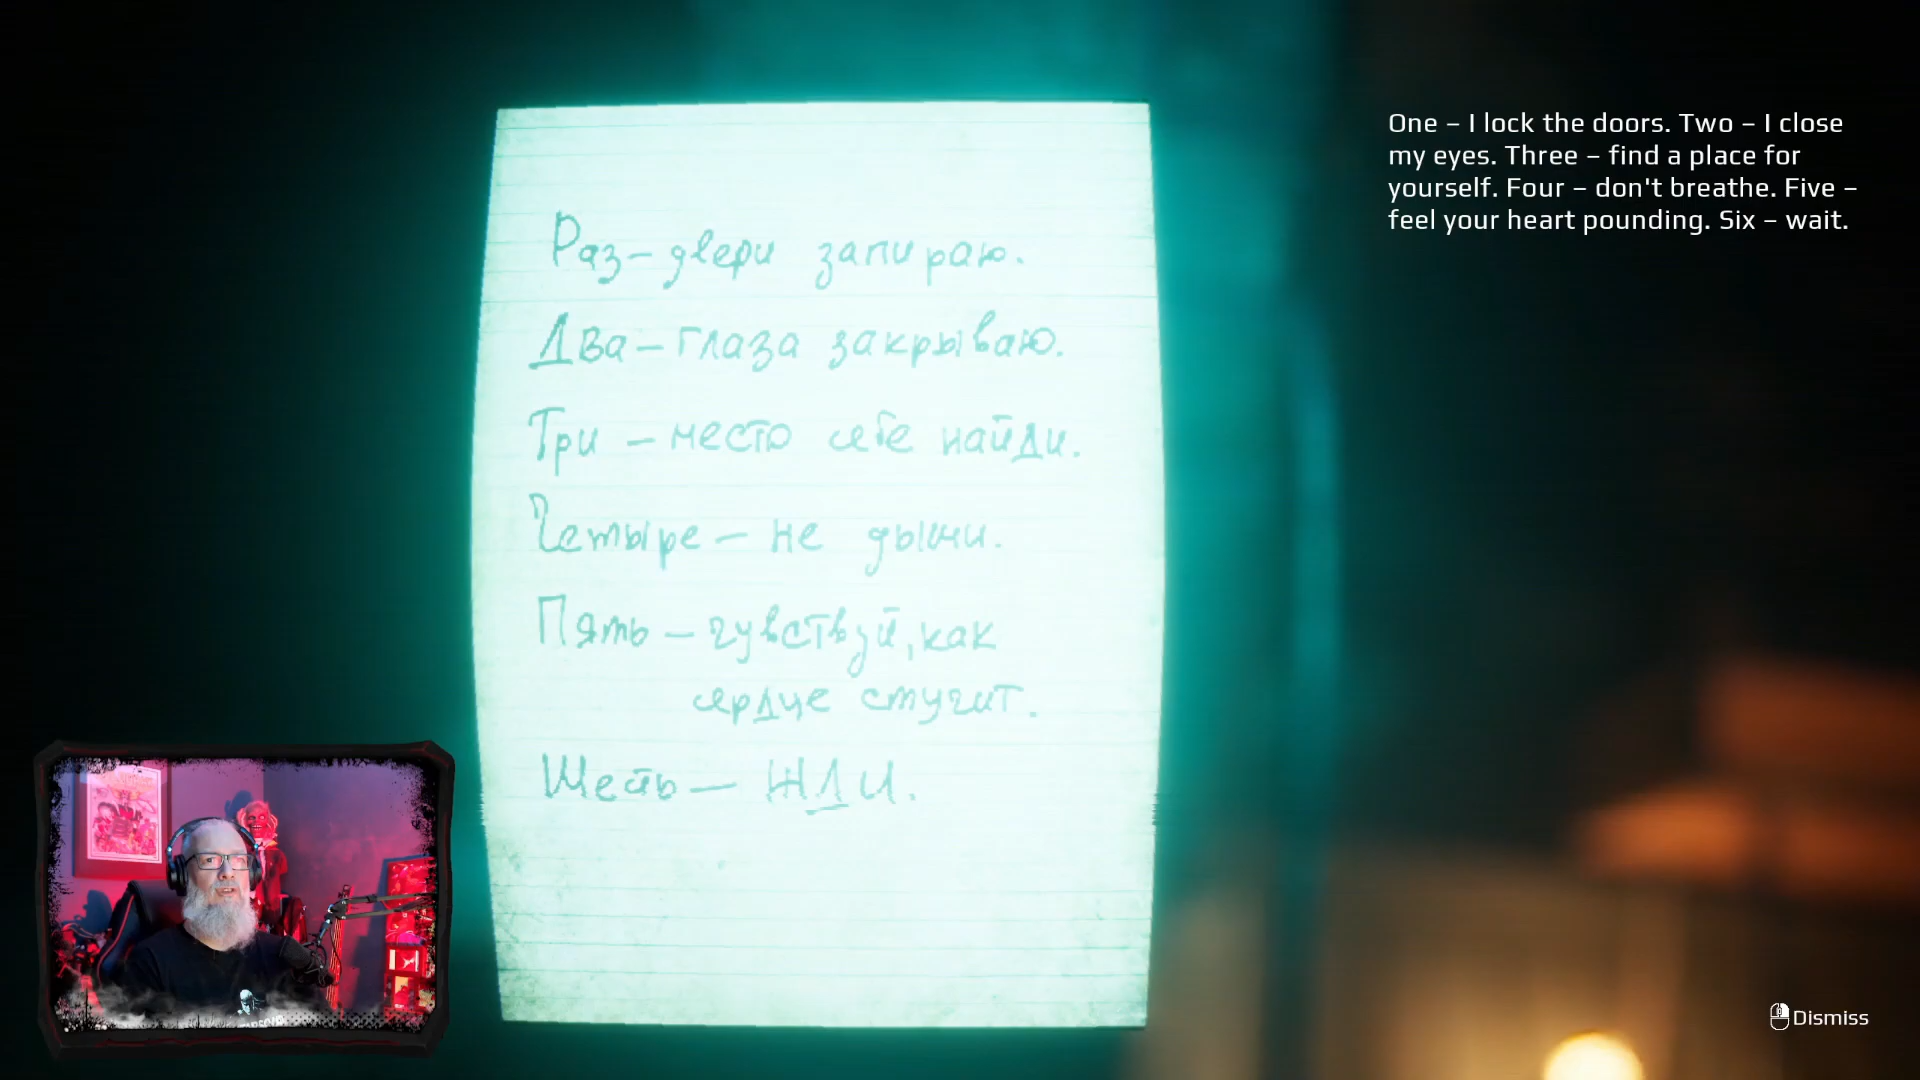 Раз – двери запираю.
Два – глаза закрываю.
Три – место себе найди.
Четыре – не дыши.
Пять – чувствуй, как
сердце стучит.
Шесть – ЖДИ.
One – I lock the doors. Two – I close
my eyes. Three – find a place for
yourself. Four – don't breathe. Five –
feel your heart pounding. Six – wait.
Dismiss